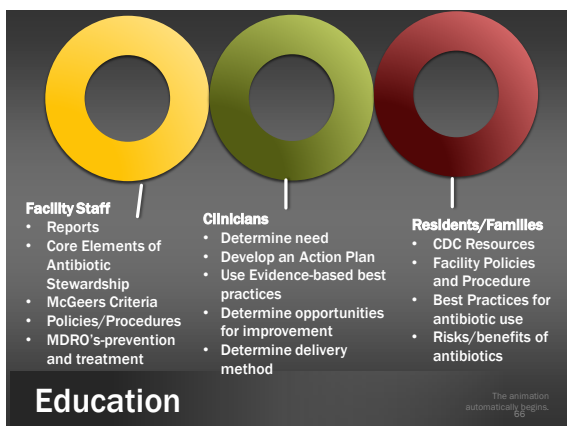 Facility Staff
• Reports
• Core Elements of
Antibiotic
Stewardship
• McGeers Criteria
• Policies/Procedures
• MDRO's-prevention
and treatment
Clinicians
• Determine need
• Develop an Action Plan
• Use Evidence-based best
practices
• Determine opportunities
for improvement
• Determine delivery
method
Residents/Families
• CDC Resources
• Facility Policies
and Procedure
• Best Practices for
antibiotic use
• Risks/benefits of
antibiotics
Education
The animation
automatically begins.
66